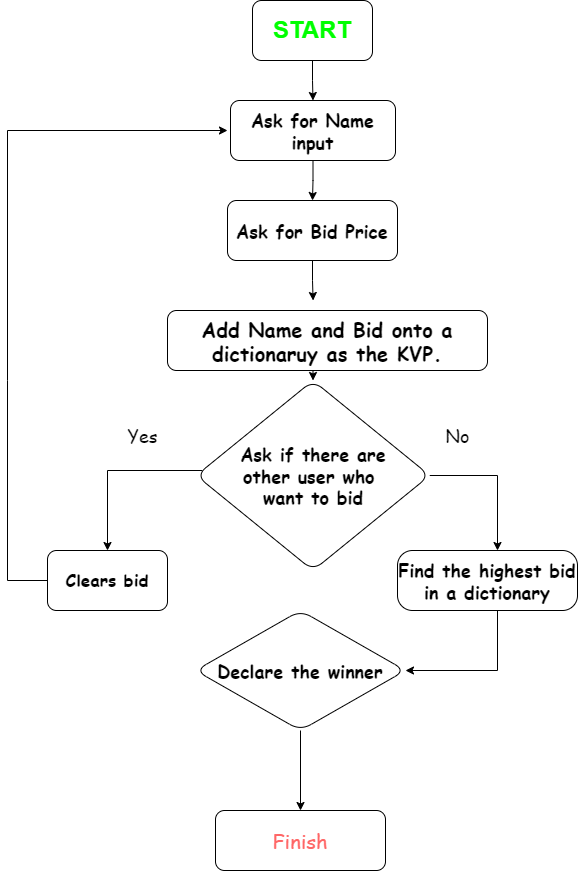 START
Ask for Name
input
Ask for Bid Price
Add Name and Bid onto a
dictionaruy as the KVP.
Yes
No
Ask if there are
other user who
want to bid
Clears bid
Find the highest bid
in a dictionary
Declare the winner
Finish